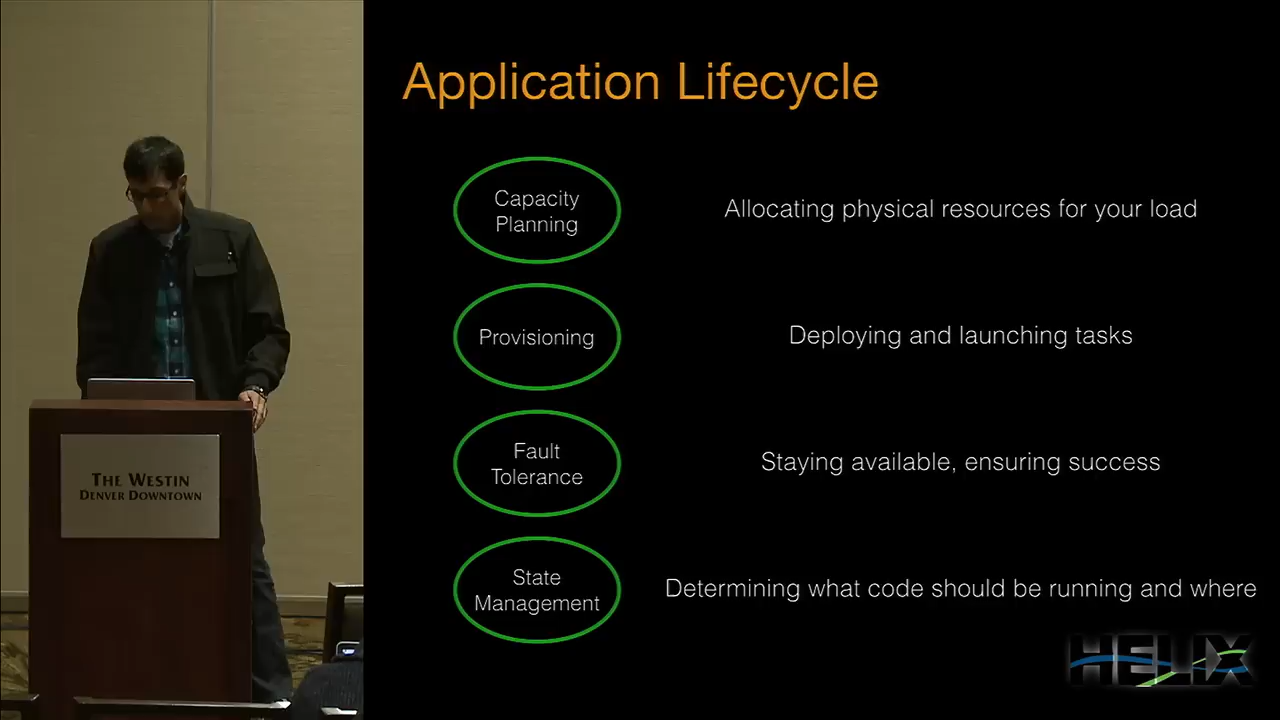 Application Lifecycle
Capacity
Planning
Allocating physical resources for your load
Provisioning
Deploying and launching tasks
Fault
Tolerance
Staying available, ensuring success
State
Management
Determining what code should be running and where
HELIX
THE WESTIN
DENVER DOWNTOWN